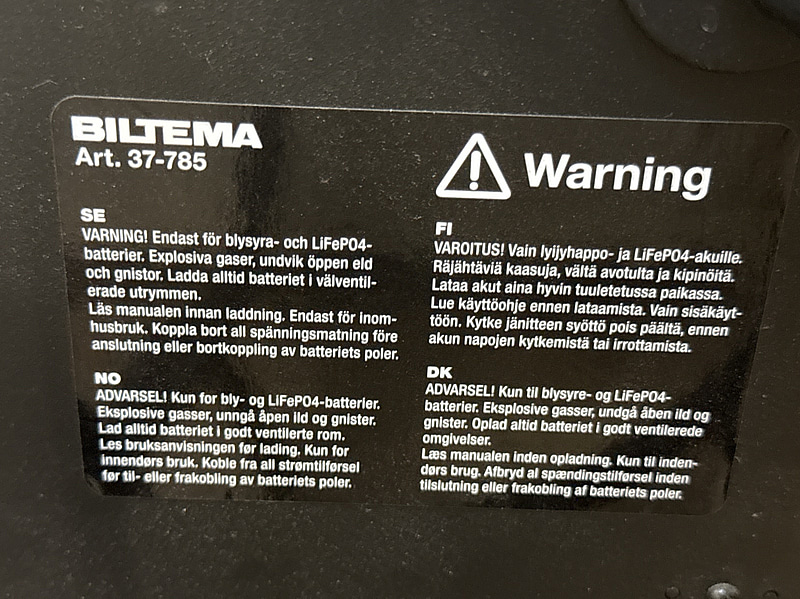 BILTEMA
Art. 37-785
Warning
SE
VARNING! Endast för blysyra- och LiFePO4-
batterier. Explosiva gaser, undvik öppen eld
och gnistor. Ladda alltid batteriet i välventil-
erade utrymmen.
Läs manualen innan laddning. Endast för inom-
husbruk. Koppla bort all spänningsmatning före
anslutning eller bortkoppling av batteriets poler.
NO
ADVARSEL! Kun for bly- og LiFePO4-batterier.
Eksplosive gasser, unngå åpen ild og gnister.
Lad alltid batteriet i godt ventilerte rom.
Les bruksanvisningen før lading. Kun for
innendørs bruk. Koble fra all strømtilførsel
før til- eller frakobling av batteriets poler.
FI
VAROITUS! Vain lyijyhappo- ja LiFePO4-akuille.
Räjähtäviä kaasuja, vältä avotulta ja kipinöitä.
Lataa akut aina hyvin tuuletetussa paikassa.
Lue käyttöohje ennen lataamista. Vain sisäkäyt-
töön. Kytke jännitteen syöttö pois päältä, ennen
akun napojen kytkemistä tai irrottamista.
DK
ADVARSEL! Kun til blysyre- og LiFePO4-
batterier. Eksplosive gasser, undgå åben ild og
gnister. Oplad altid batteriet i godt ventilerede
omgivelser.
Læs manualen inden opladning. Kun til inden-
dørs brug. Afbryd al spændingstilførsel inden
tilslutning eller frakobling af batteriets poler.